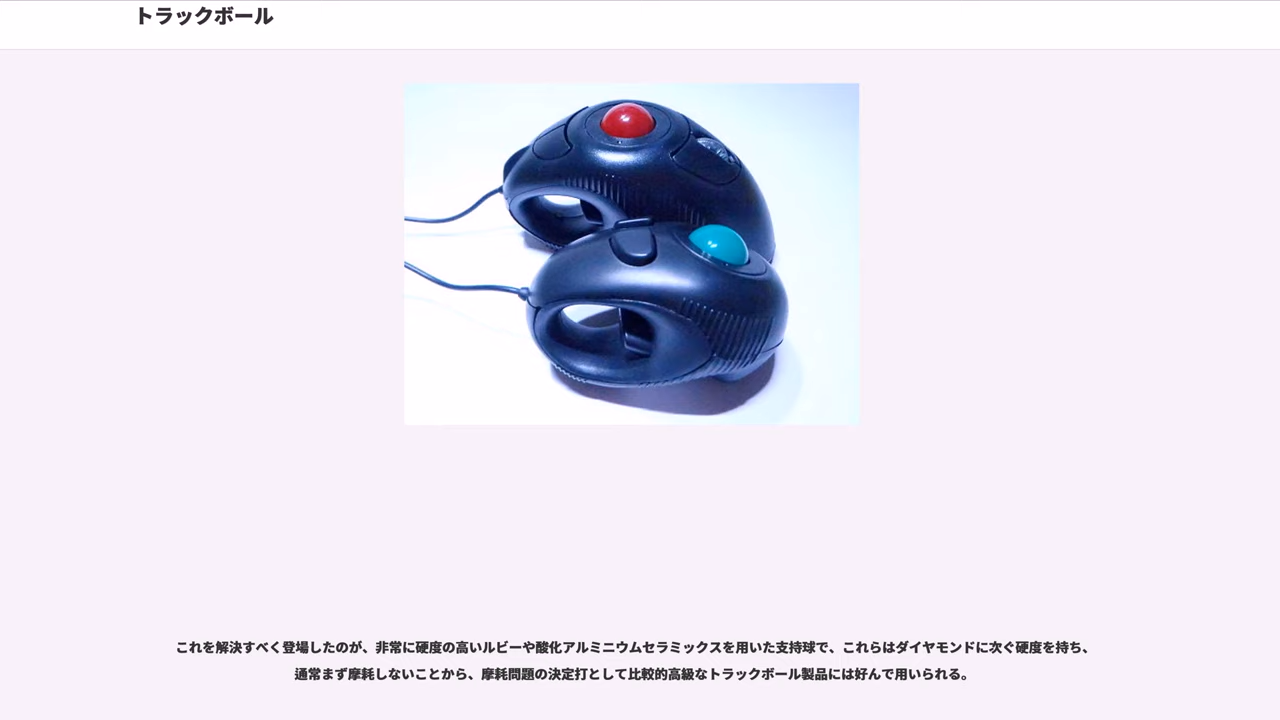 トラックボール
これを解決すべく登場したのが、非常に硬度の高いルビーや酸化アルミニウムセラミックスを用いた支持球で、これらはダイヤモンドに次ぐ硬度を持ち、
通常まず摩耗しないことから、摩耗問題の決定打として比較的高級なトラックボール製品には好んで用いられる。